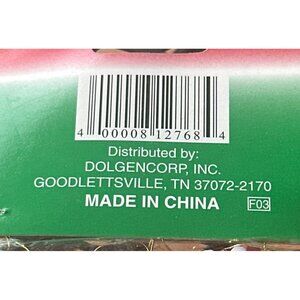 4 00008 12768 4
Distributed by:
DOLGENCORP, INC.
GOODLETTSVILLE, TN 37072-2170
MADE IN CHINA F03